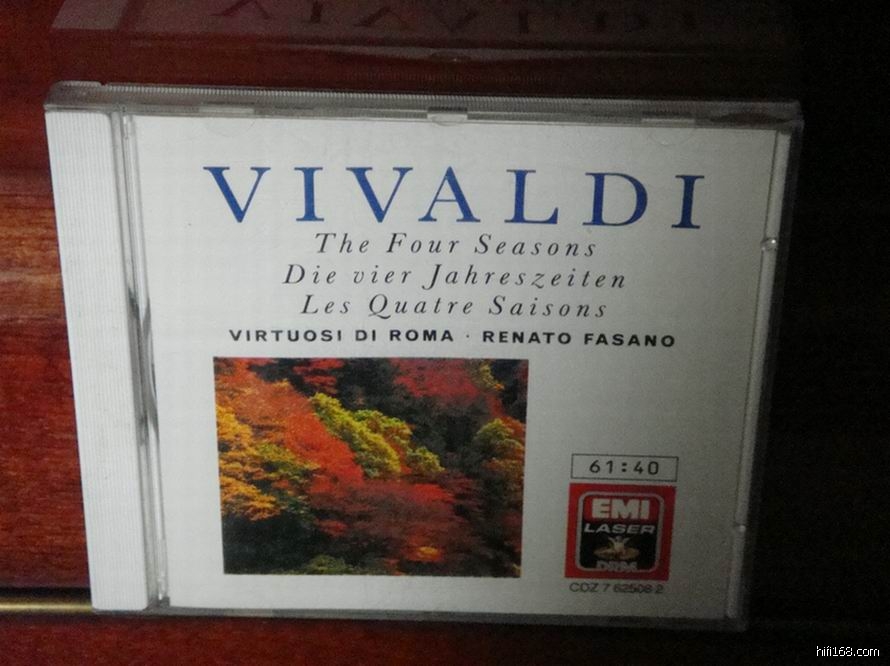 VIVALDI
The Four Seasons
Die vier Jahreszeiten
Les Quatre Saisons
VIRTUOSI DI ROMA · RENATO FASANO
61:40
EMI
LASER
DRM
CDZ 7 62508 2
hifi168.com